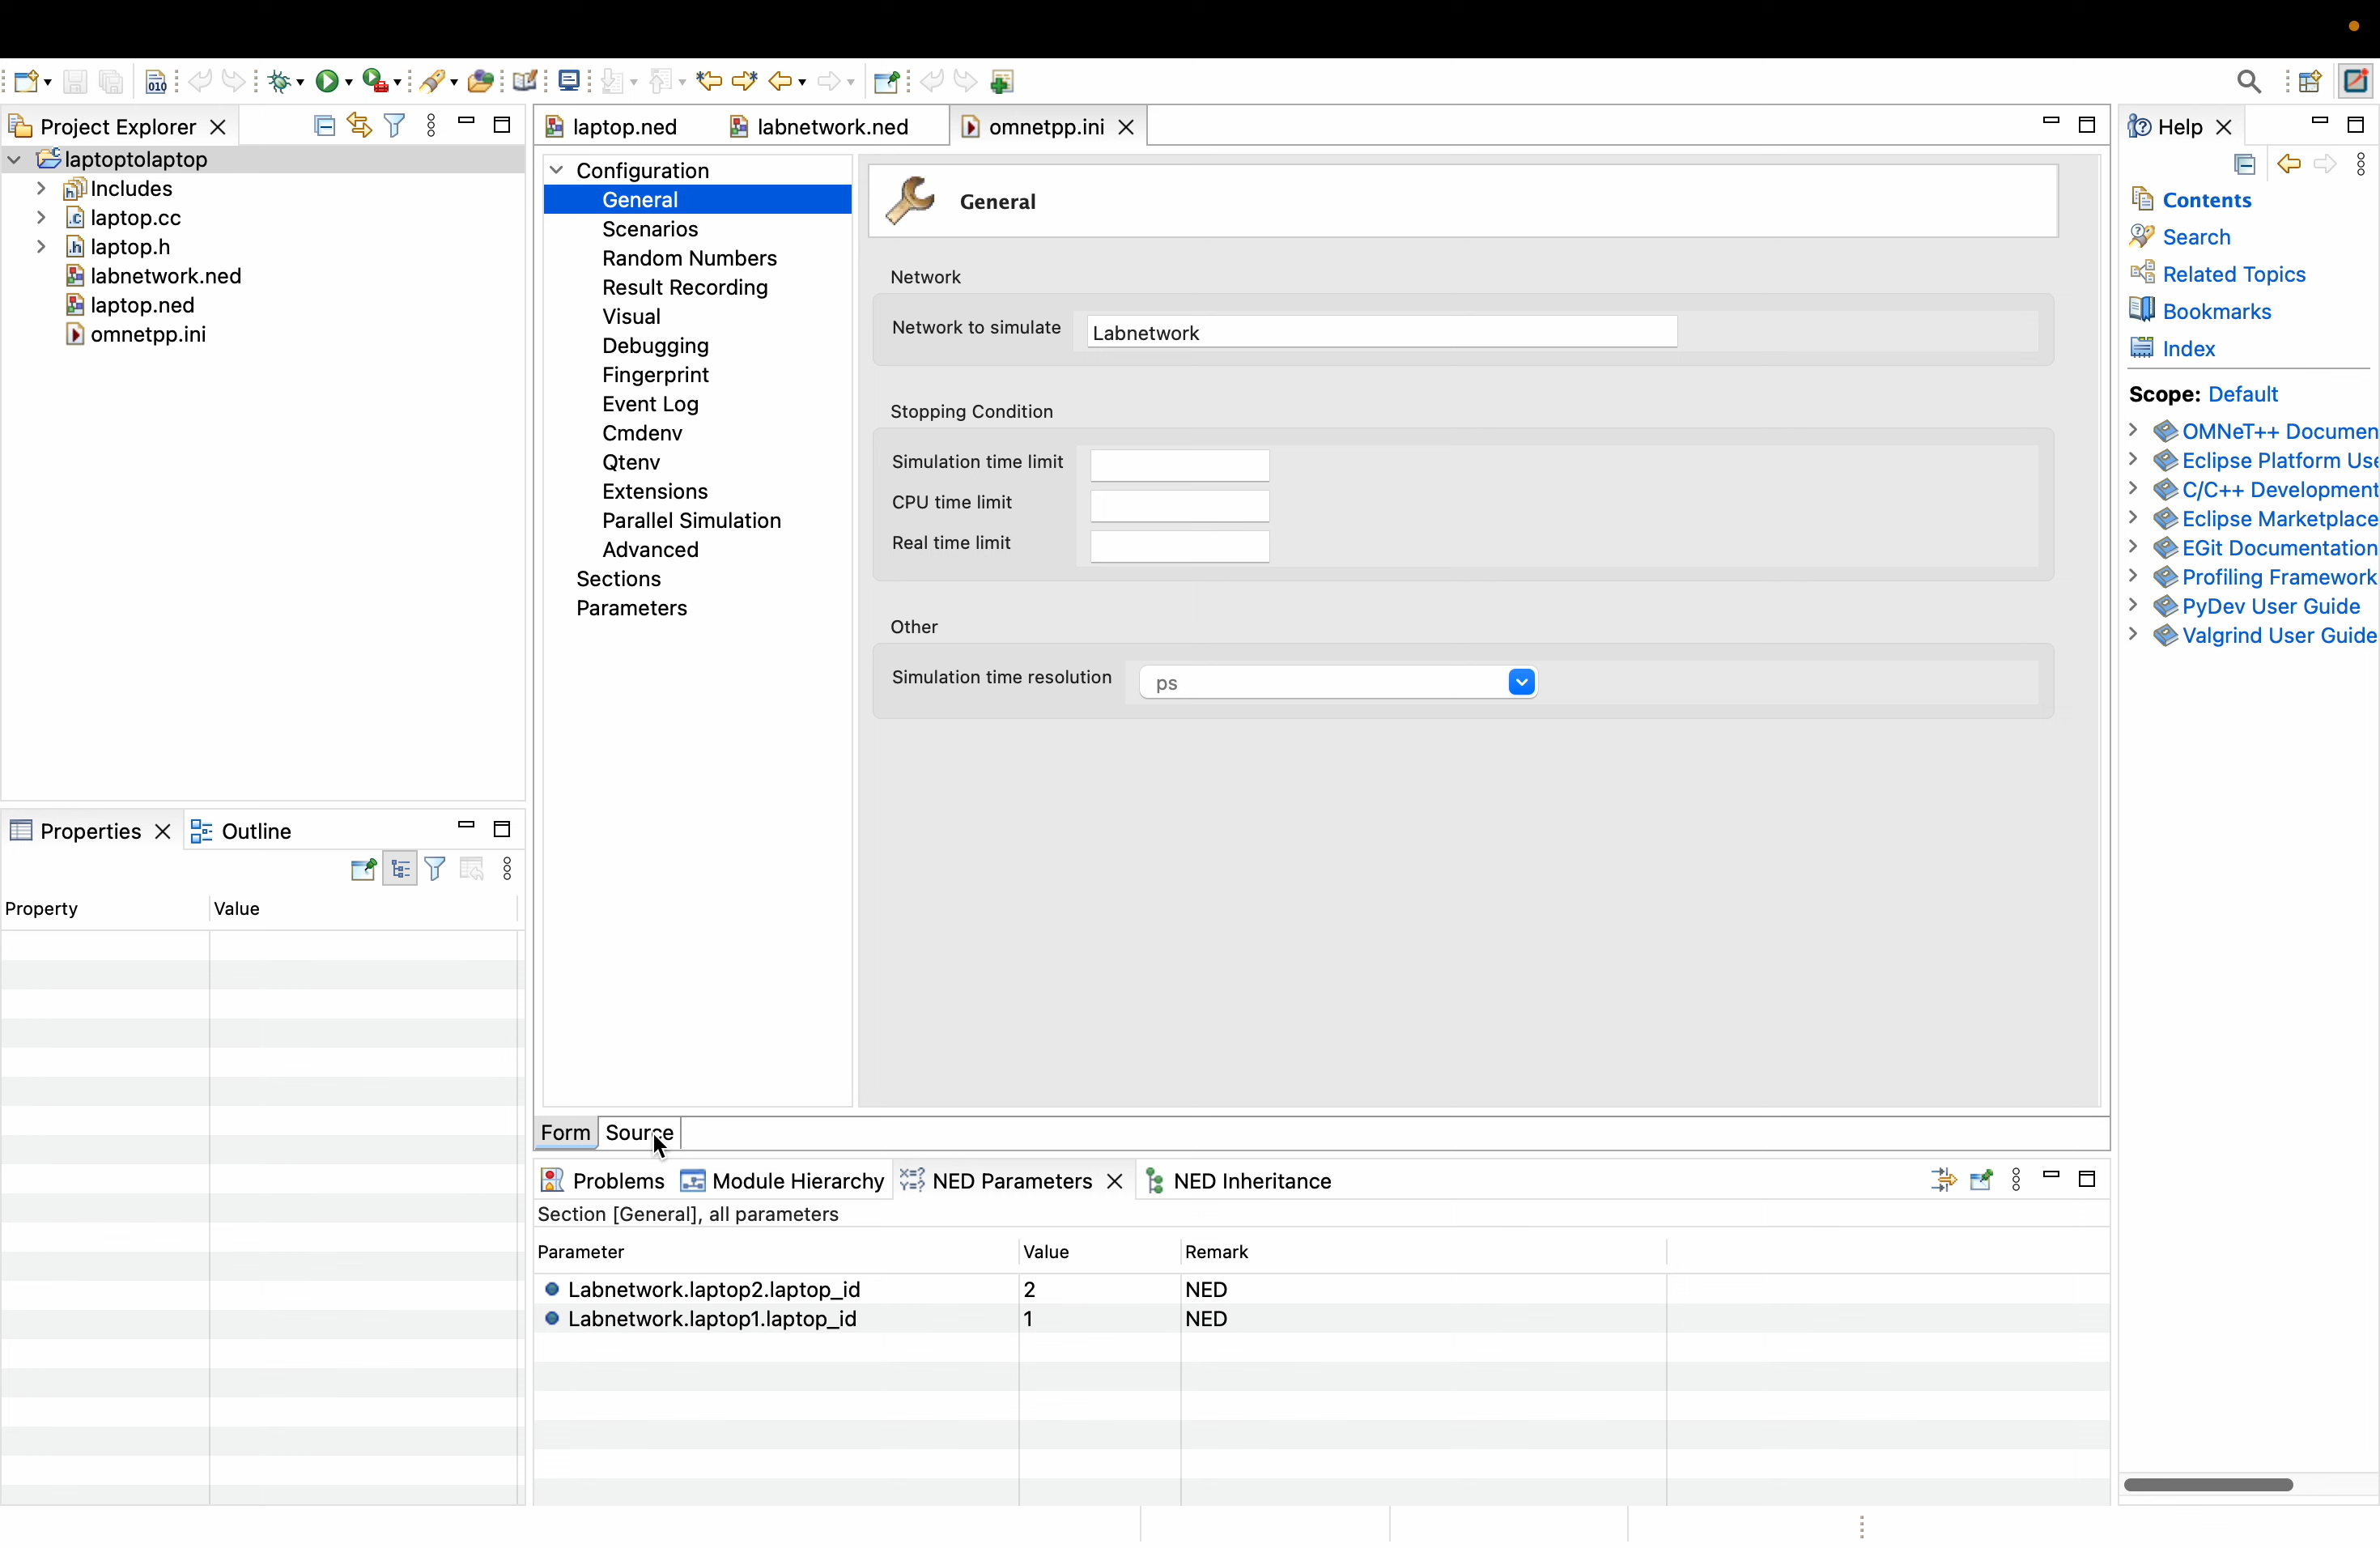 Project Explorer
laptoptolaptop
Includes
laptop.cc
laptop.h
labnetwork.ned
laptop.ned
omnetpp.ini
Properties
Outline
Property Value
laptop.ned
labnetwork.ned
omnetpp.ini
Configuration
General
Scenarios
Random Numbers
Result Recording
Visual
Debugging
Fingerprint
Event Log
Cmdenv
Qtenv
Extensions
Parallel Simulation
Advanced
Sections
Parameters
General
Network
Network to simulate Labnetwork
Stopping Condition
Simulation time limit
CPU time limit
Real time limit
Other
Simulation time resolution ps
Form Source
Problems Module Hierarchy NED Parameters NED Inheritance
Section [General], all parameters
Parameter Value Remark
Labnetwork.laptop2.laptop_id 2 NED
Labnetwork.laptop1.laptop_id 1 NED
Help
Contents
Search
Related Topics
Bookmarks
Index
Scope: Default
OMNeT++ Documen
Eclipse Platform Use
C/C++ Development
Eclipse Marketplace
EGit Documentation
Profiling Framework
PyDev User Guide
Valgrind User Guide